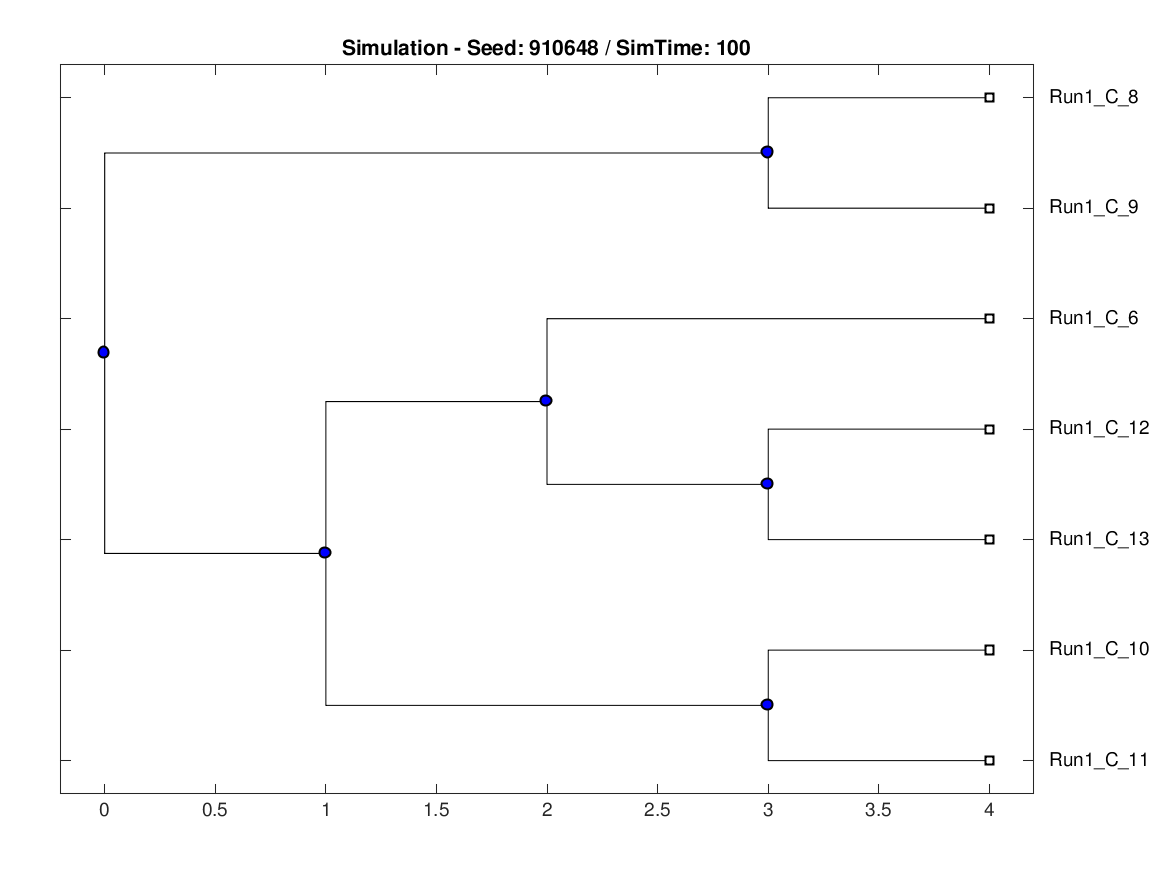 Simulation - Seed: 910648 / SimTime: 100
Run1_C_8
Run1_C_9
Run1_C_6
Run1_C_12
Run1_C_13
Run1_C_10
Run1_C_11
0 0.5 1 1.5 2 2.5 3 3.5 4